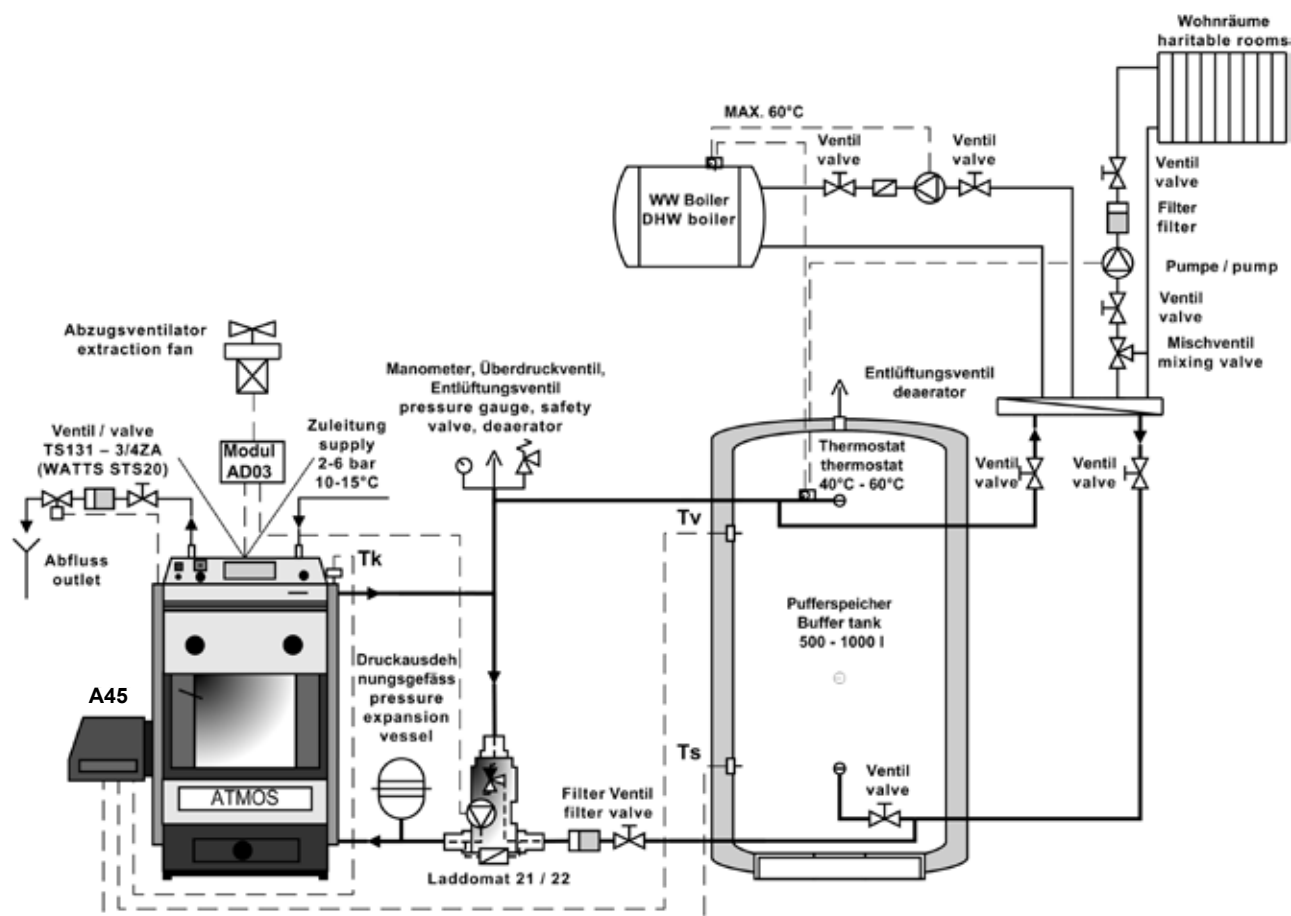 Wohnräume
haritable rooms
MAX. 60°C
Ventil
valve
Ventil
valve
WW Boiler
DHW boiler
Ventil
valve
Filter
filter
Pumpe / pump
Ventil
valve
Mischventil
mixing valve
Abzugsventilator
extraction fan
Manometer, Überdruckventil,
Entlüftungsventil
pressure gauge, safety
valve, deaerator
Entlüftungsventil
deaerator
Ventil / valve
TS131 – 3/4ZA
(WATTS STS20)
Modul
AD03
Zuleitung
supply
2-6 bar
10-15°C
Thermostat
thermostat
40°C - 60°C
Ventil
valve
Ventil
valve
Abfluss
outlet
Tk
Tv
Pufferspeicher
Buffer tank
500 - 1000 l
Druckausdeh
nungsgefäss
pressure
expansion
vessel
A45
Ts
ATMOS
Filter Ventil
filter valve
Ventil
valve
Laddomat 21 / 22